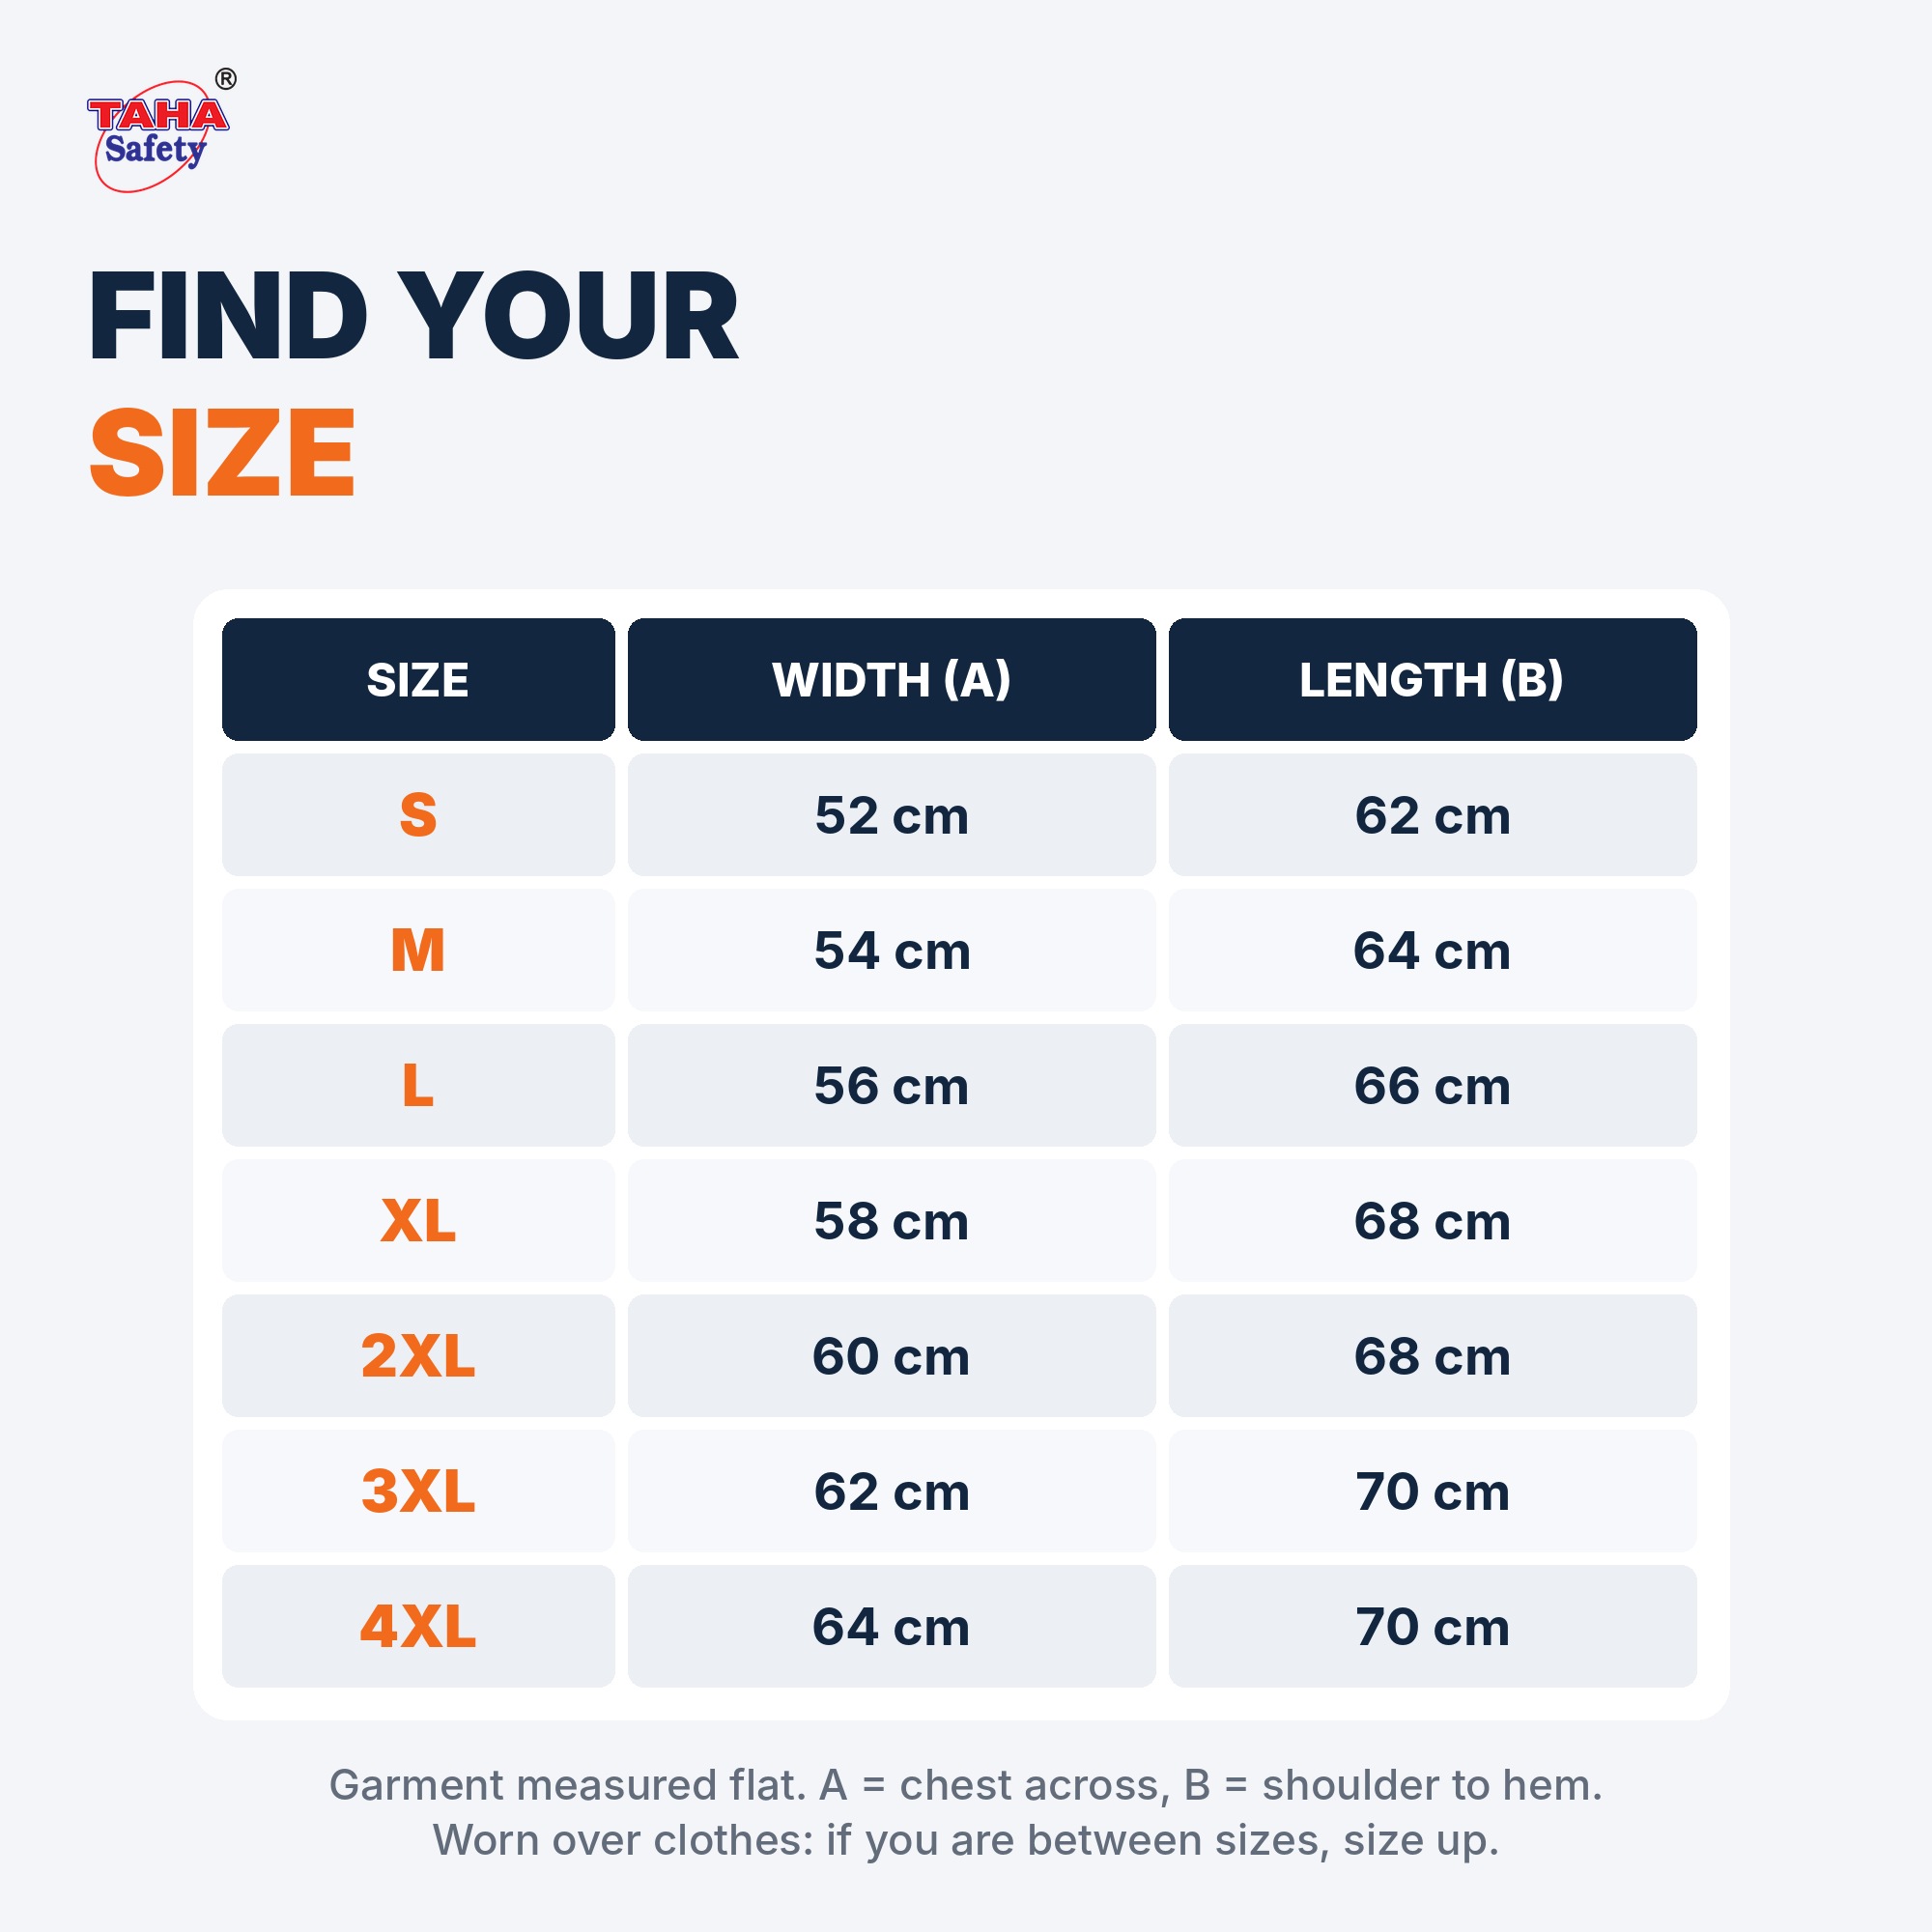 TAHA ®
Safety
FIND YOUR
SIZE
SIZE WIDTH (A) LENGTH (B)
S 52 cm 62 cm
M 54 cm 64 cm
L 56 cm 66 cm
XL 58 cm 68 cm
2XL 60 cm 68 cm
3XL 62 cm 70 cm
4XL 64 cm 70 cm
Garment measured flat. A = chest across, B = shoulder to hem.
Worn over clothes: if you are between sizes, size up.